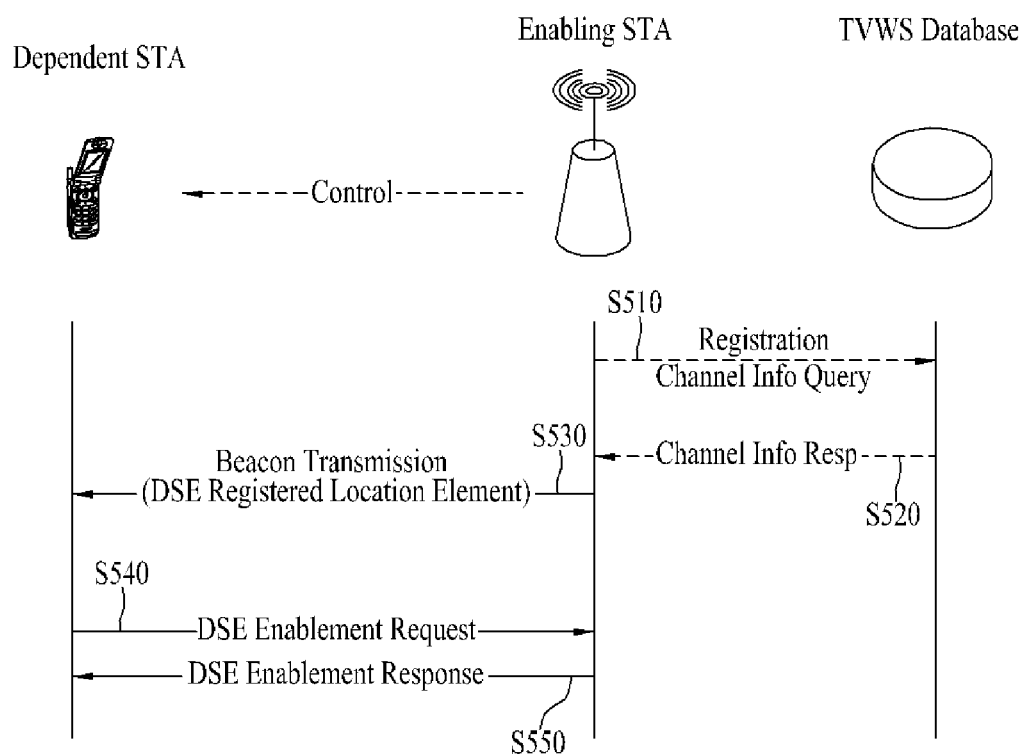 Enabling STA
TVWS Database
Dependent STA
Control
S510
Registration
Channel Info Query
S530
Beacon Transmission
(DSE Registered Location Element)
Channel Info Resp
S520
S540
DSE Enablement Request
DSE Enablement Response
S550